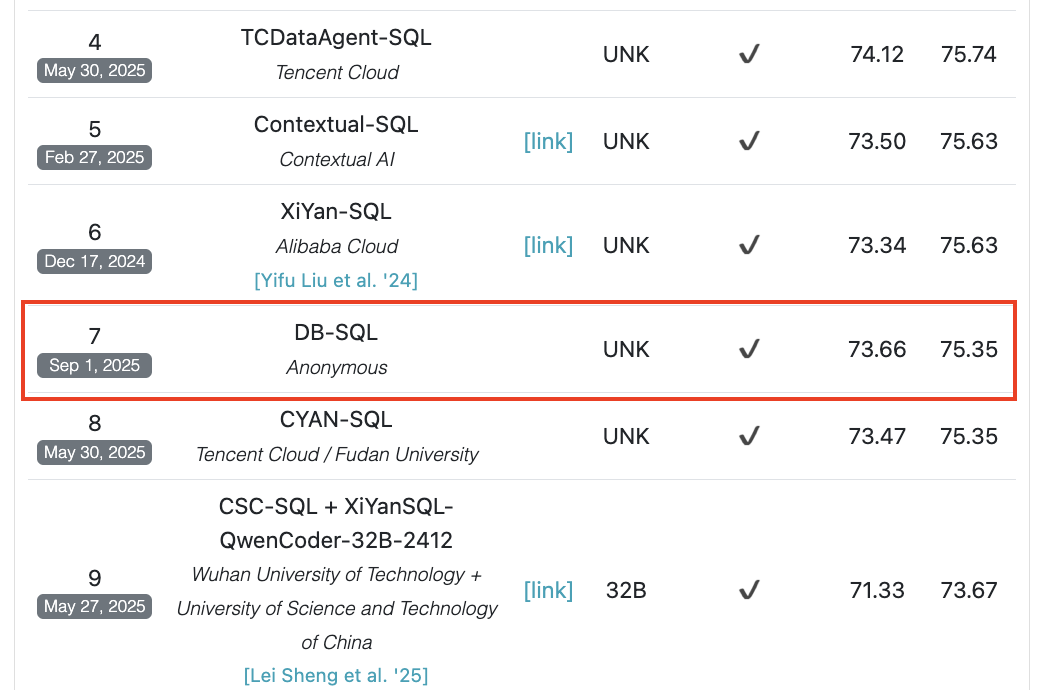 4
May 30, 2025
TCDataAgent-SQL
Tencent Cloud
UNK
✔
74.12
75.74
5
Feb 27, 2025
Contextual-SQL
Contextual AI
[link]
UNK
✔
73.50
75.63
6
Dec 17, 2024
XiYan-SQL
Alibaba Cloud
[Yifu Liu et al. '24]
[link]
UNK
✔
73.34
75.63
7
Sep 1, 2025
DB-SQL
Anonymous
UNK
✔
73.66
75.35
8
May 30, 2025
CYAN-SQL
Tencent Cloud / Fudan University
UNK
✔
73.47
75.35
9
May 27, 2025
CSC-SQL + XiYanSQL-
QwenCoder-32B-2412
Wuhan University of Technology +
University of Science and Technology
of China
[Lei Sheng et al. '25]
[link]
32B
✔
71.33
73.67